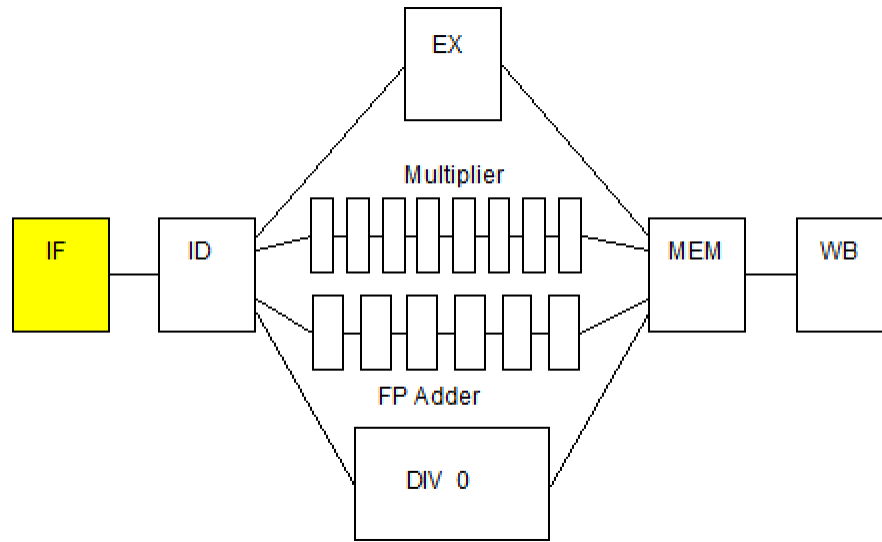 EX
Multiplier
IF
ID
MEM
WB
FP Adder
DIV 0